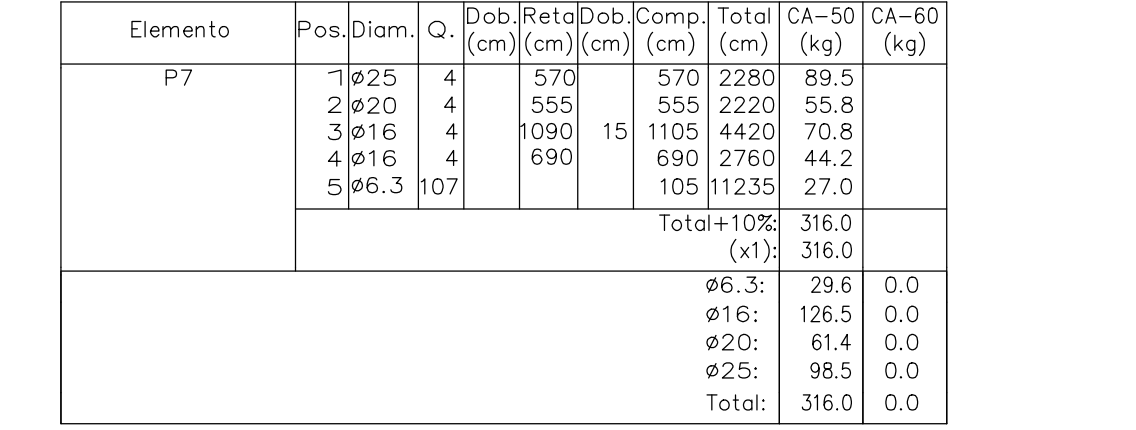 Elemento Pos. Diam. Q. Dob. (cm) Reta (cm) Dob. (cm) Comp. (cm) Total (cm) CA-50 (kg) CA-60 (kg)
P7 1 ø25 4 570 570 2280 89.5
2 ø20 4 555 555 2220 55.8
3 ø16 4 1090 15 1105 4420 70.8
4 ø16 4 690 690 2760 44.2
5 ø6.3 107 105 11235 27.0
Total+10%: 316.0
(x1): 316.0
ø6.3: 29.6 0.0
ø16: 126.5 0.0
ø20: 61.4 0.0
ø25: 98.5 0.0
Total: 316.0 0.0